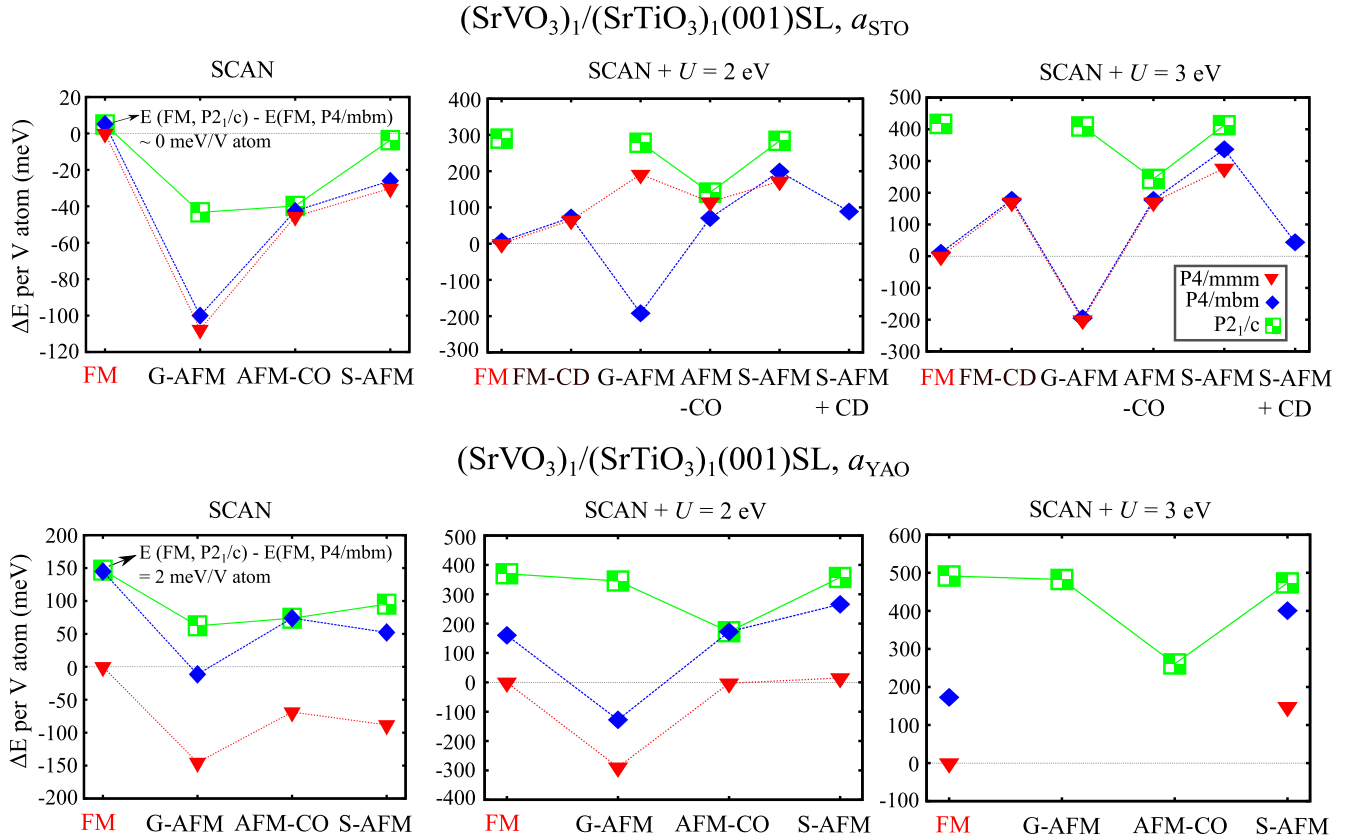 (SrVO₃)₁/(SrTiO₃)₁(001)SL, a_STO
SCAN
ΔE per V atom (meV)
20
0
-20
-40
-60
-80
-100
-120
E (FM, P2₁/c) - E(FM, P4/mbm)
~ 0 meV/V atom
FM G-AFM AFM-CO S-AFM
SCAN + U = 2 eV
400
300
200
100
0
-100
-200
-300
FM FM-CD G-AFM AFM S-AFM S-AFM
-CO + CD
SCAN + U = 3 eV
500
400
300
200
100
0
-100
-200
-300
P4/mmm
P4/mbm
P2₁/c
FM FM-CD G-AFM AFM S-AFM S-AFM
-CO + CD
(SrVO₃)₁/(SrTiO₃)₁(001)SL, a_YAO
SCAN
ΔE per V atom (meV)
200
150
100
50
0
-50
-100
-150
-200
E (FM, P2₁/c) - E(FM, P4/mbm)
= 2 meV/V atom
FM G-AFM AFM-CO S-AFM
SCAN + U = 2 eV
500
400
300
200
100
0
-100
-200
-300
-400
FM G-AFM AFM-CO S-AFM
SCAN + U = 3 eV
600
500
400
300
200
100
0
-100
FM G-AFM AFM-CO S-AFM